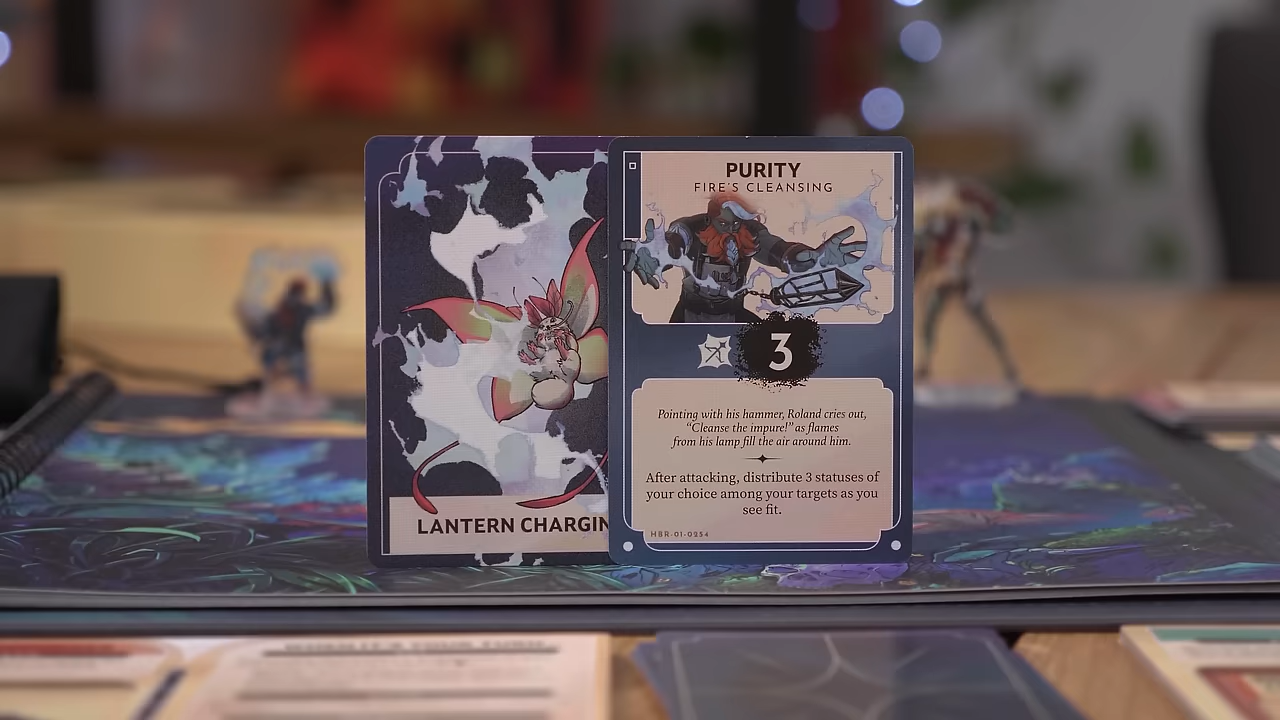 LANTERN CHARGIN
PURITY
FIRE'S CLEANSING
3
Pointing with his hammer, Roland cries out,
"Cleanse the impure!" as flames
from his lamp fill the air around him.
After attacking, distribute 3 statuses of
your choice among your targets as you
see fit.
HBR-01-0254